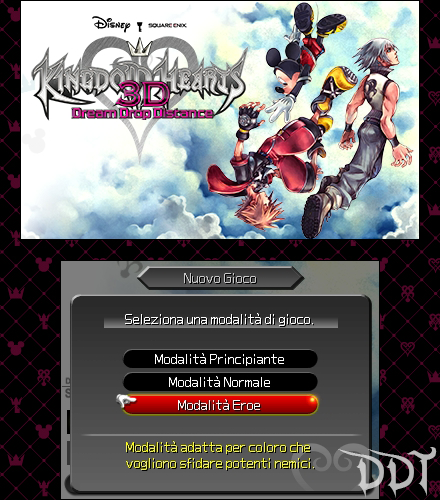 Disney SQUARE ENIX
KINGDOM HEARTS
3D
Dream Drop Distance
Nuovo Gioco
Seleziona una modalità di gioco.
Modalità Principiante
Modalità Normale
Modalità Eroe
Modalità adatta per coloro che
vogliono sfidare potenti nemici.
DDT